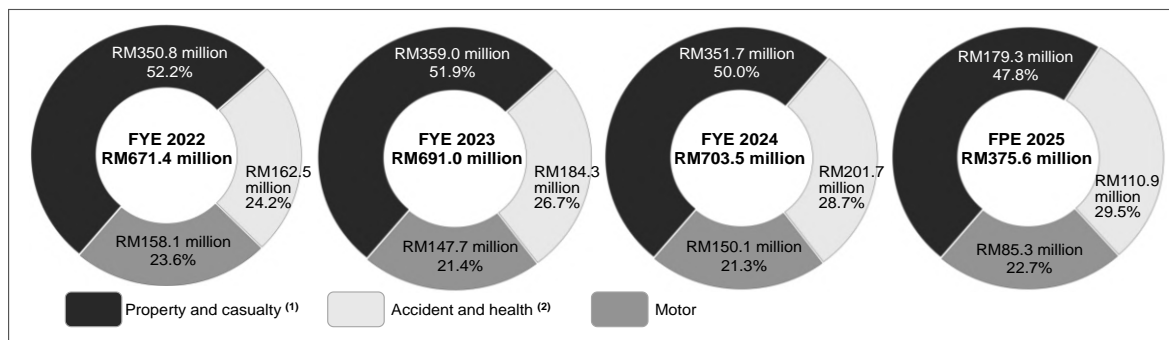 RM350.8 million
52.2%
FYE 2022
RM671.4 million
RM162.5
million
24.2%
RM158.1 million
23.6%
RM359.0 million
51.9%
FYE 2023
RM691.0 million
RM184.3
million
26.7%
RM147.7 million
21.4%
RM351.7 million
50.0%
FYE 2024
RM703.5 million
RM201.7
million
28.7%
RM150.1 million
21.3%
RM179.3 million
47.8%
FPE 2025
RM375.6 million
RM110.9
million
29.5%
RM85.3 million
22.7%
Property and casualty (1)
Accident and health (2)
Motor